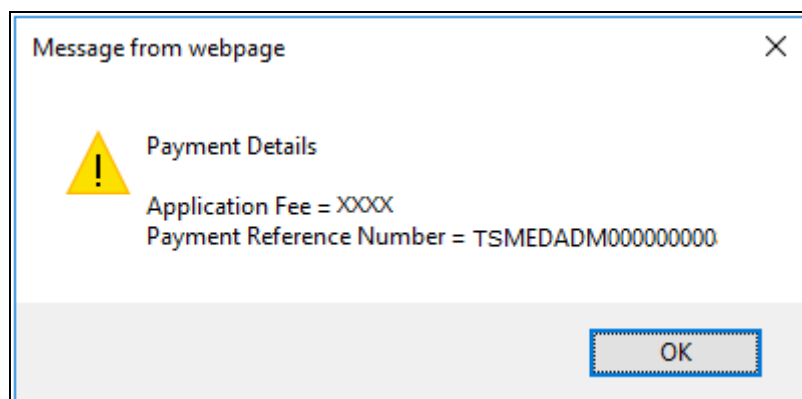 Message from webpage
Payment Details
Application Fee = XXXX
Payment Reference Number = TSMEDADM000000000
OK